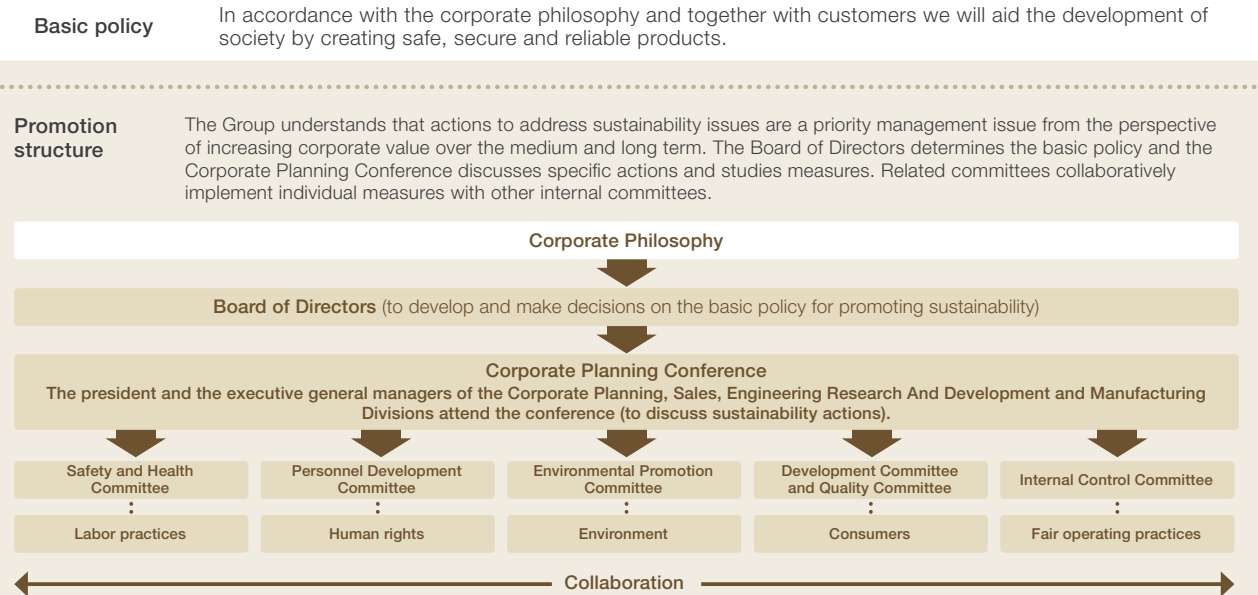 Basic policy
In accordance with the corporate philosophy and together with customers we will aid the development of
society by creating safe, secure and reliable products.
Promotion
structure
The Group understands that actions to address sustainability issues are a priority management issue from the perspective
of increasing corporate value over the medium and long term. The Board of Directors determines the basic policy and the
Corporate Planning Conference discusses specific actions and studies measures. Related committees collaboratively
implement individual measures with other internal committees.
Corporate Philosophy
Board of Directors (to develop and make decisions on the basic policy for promoting sustainability)
Corporate Planning Conference
The president and the executive general managers of the Corporate Planning, Sales, Engineering Research And Development and Manufacturing
Divisions attend the conference (to discuss sustainability actions).
Safety and Health
Committee
Personnel Development
Committee
Environmental Promotion
Committee
Development Committee
and Quality Committee
Internal Control Committee
Labor practices
Human rights
Environment
Consumers
Fair operating practices
Collaboration